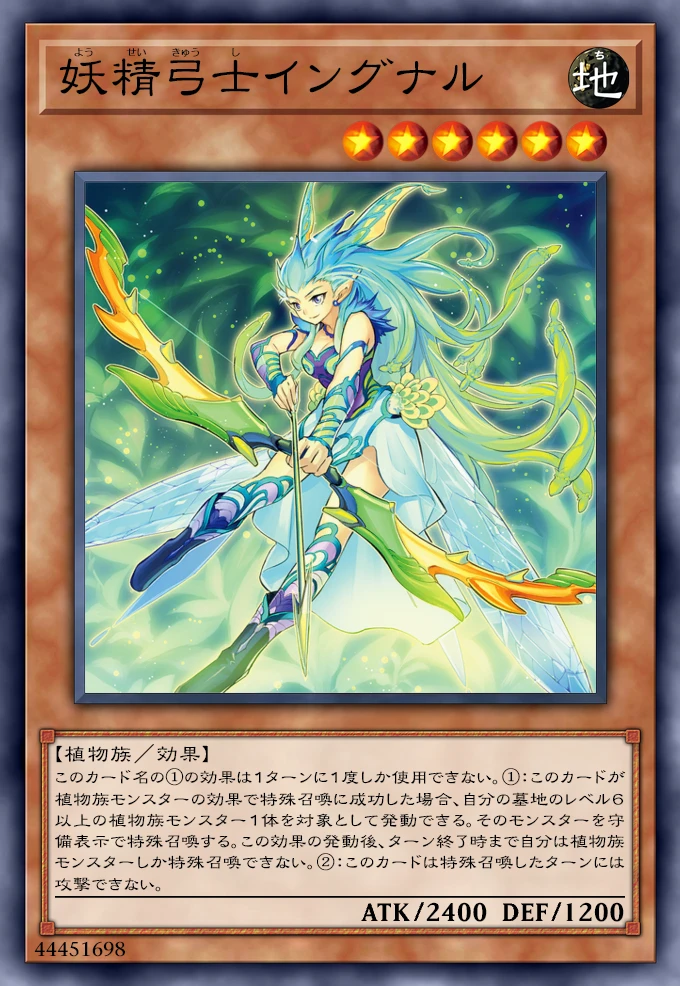 よう せい きゅう し
妖精弓士イングナル
ち
地
【植物族／効果】
このカード名の①の効果は1ターンに1度しか使用できない。①：このカードが
植物族モンスターの効果で特殊召喚に成功した場合、自分の墓地のレベル6
以上の植物族モンスター1体を対象として発動できる。そのモンスターを守
備表示で特殊召喚する。この効果の発動後、ターン終了時まで自分は植物族
モンスターしか特殊召喚できない。②：このカードは特殊召喚したターンには
攻撃できない。
ATK/2400 DEF/1200
44451698